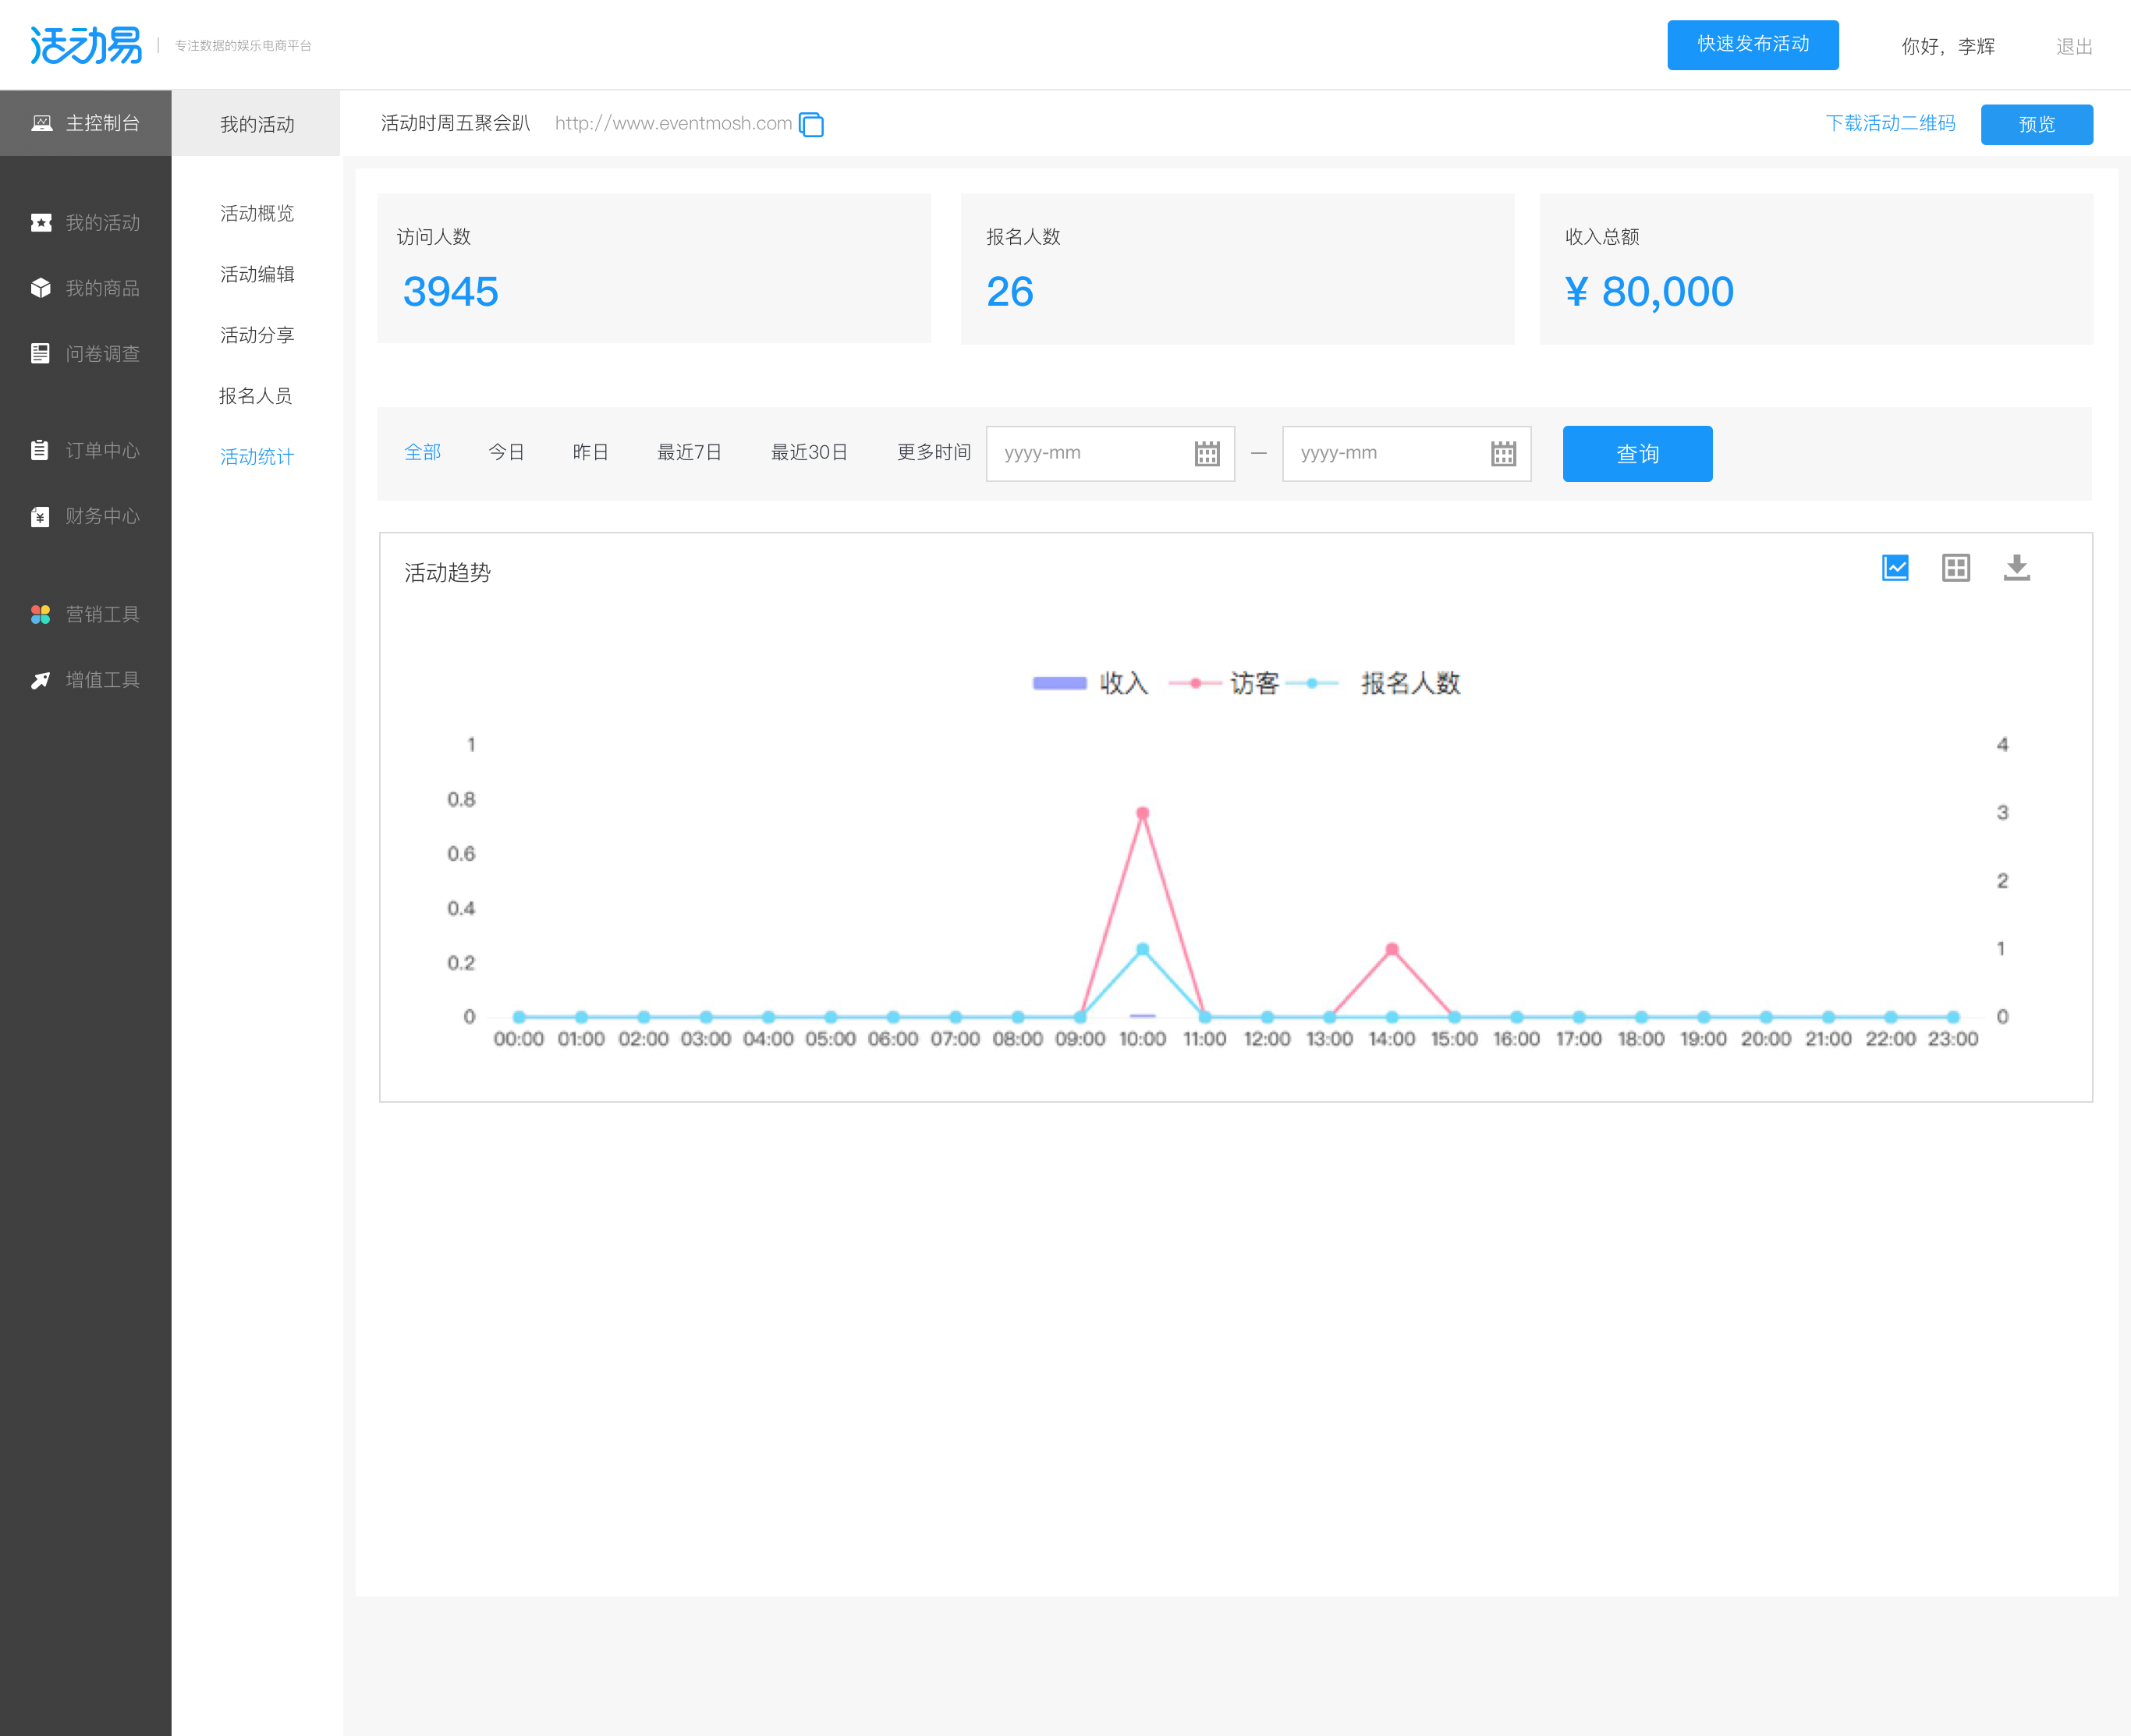 活动易 | 专注数据的娱乐电商平台
快速发布活动
你好，李辉
退出
主控制台
我的活动
我的商品
问卷调查
订单中心
财务中心
营销工具
增值工具
我的活动
活动概览
活动编辑
活动分享
报名人员
活动统计
活动时周五聚会趴 http://www.eventmosh.com
下载活动二维码
预览
访问人数
3945
报名人数
26
收入总额
¥ 80,000
全部 今日 昨日 最近7日 最近30日 更多时间 yyyy-mm — yyyy-mm 查询
活动趋势
收入 访客 报名人数
1
0.8
0.6
0.4
0.2
0
4
3
2
1
0
00:00 01:00 02:00 03:00 04:00 05:00 06:00 07:00 08:00 09:00 10:00 11:00 12:00 13:00 14:00 15:00 16:00 17:00 18:00 19:00 20:00 21:00 22:00 23:00